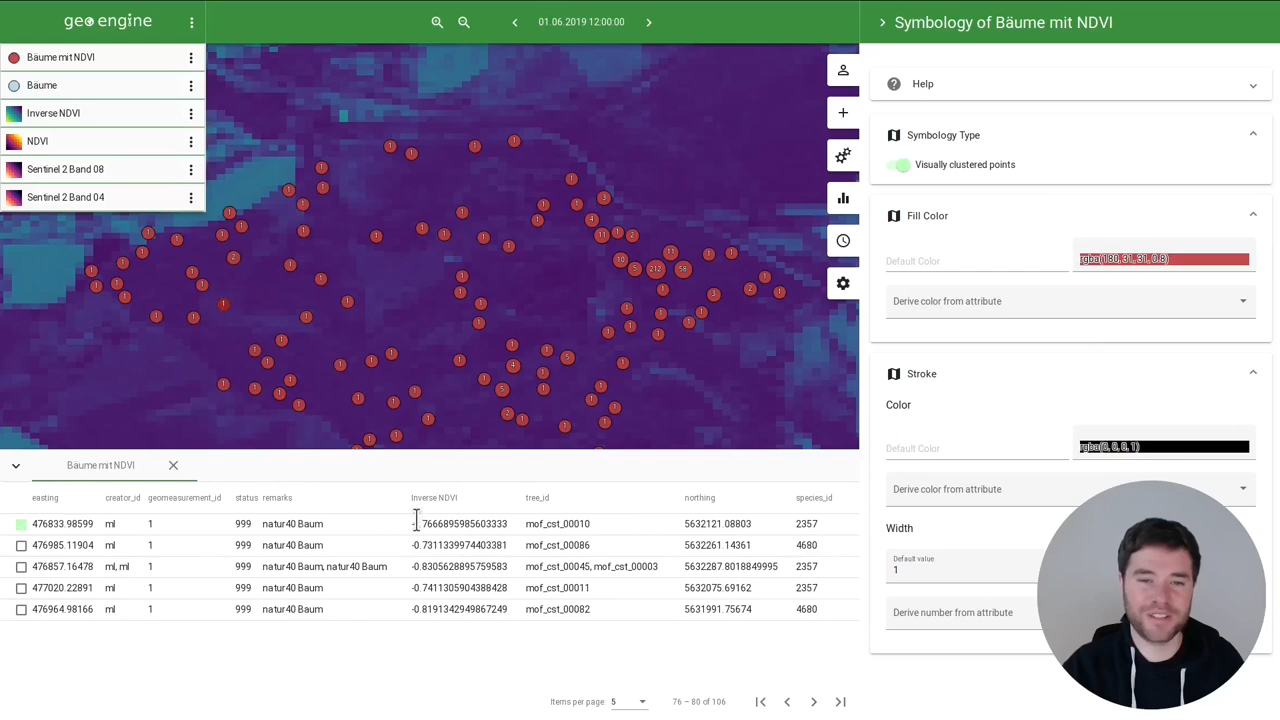 geo engine
01.06.2019 12:00:00
Symbology of Bäume mit NDVI
Bäume mit NDVI
Bäume
Inverse NDVI
NDVI
Sentinel 2 Band 08
Sentinel 2 Band 04
Help
Symbology Type
Visually clustered points
Fill Color
Default Color
rgba(180,31,31,0.8)
Derive color from attribute
Stroke
Color
Default Color
rgba(0, 0, 0, 1)
Derive color from attribute
Width
Default value
1
Derive number from attribute
Bäume mit NDVI
easting creator_id geomeasurement_id status remarks Inverse NDVI tree_id northing species_id
476833.98599 ml 1 999 natur40 Baum .7666895985603333 mof_cst_00010 5632121.08803 2357
476985.11904 ml 1 999 natur40 Baum -0.7311339974403381 mof_cst_00086 5632261.14361 4680
476857.16478 ml, ml 1 999 natur40 Baum, natur40 Baum -0.8305628895759583 mof_cst_00045, mof_cst_00003 5632287.8018849995 2357
477020.22891 ml 1 999 natur40 Baum -0.7411305904388428 mof_cst_00011 5632075.69162 2357
476964.98166 ml 1 999 natur40 Baum -0.8191342949867249 mof_cst_00082 5631991.75674 4680
Items per page: 5 76 – 80 of 106